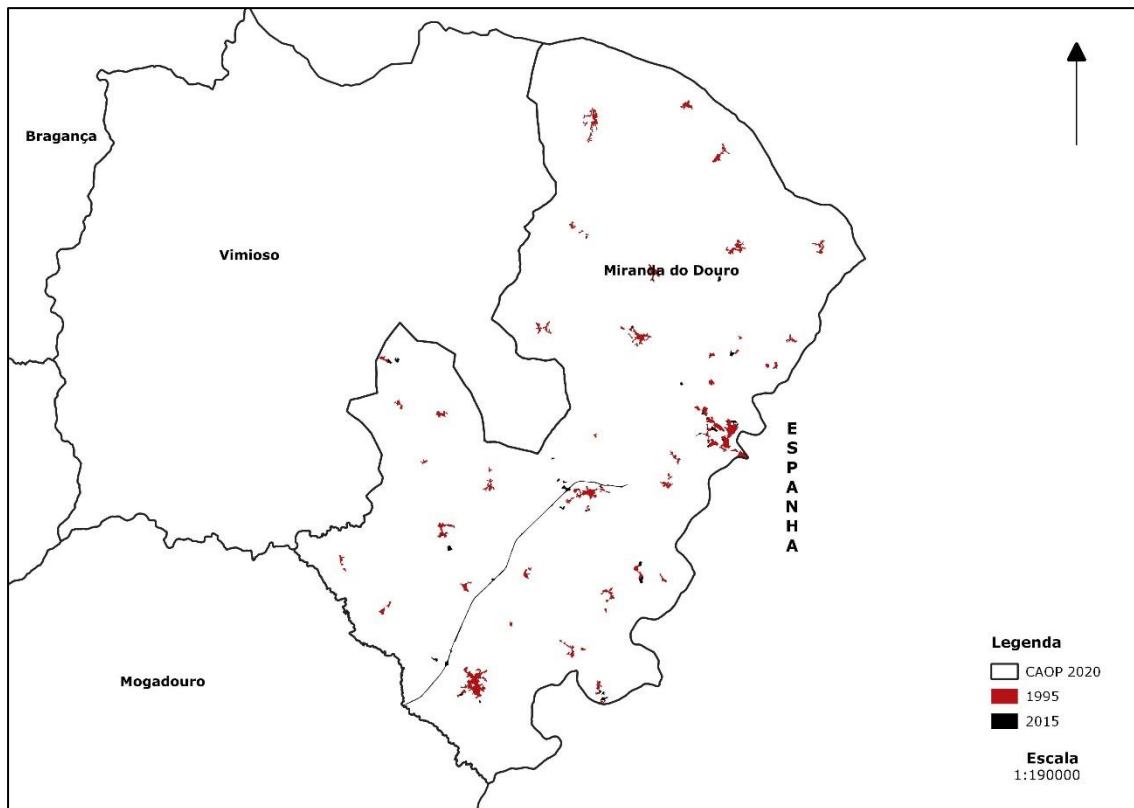 Bragança
Vimioso
Miranda do Douro
E
S
P
A
N
H
A
Mogadouro
Legenda
CAOP 2020
1995
2015
Escala
1:190000